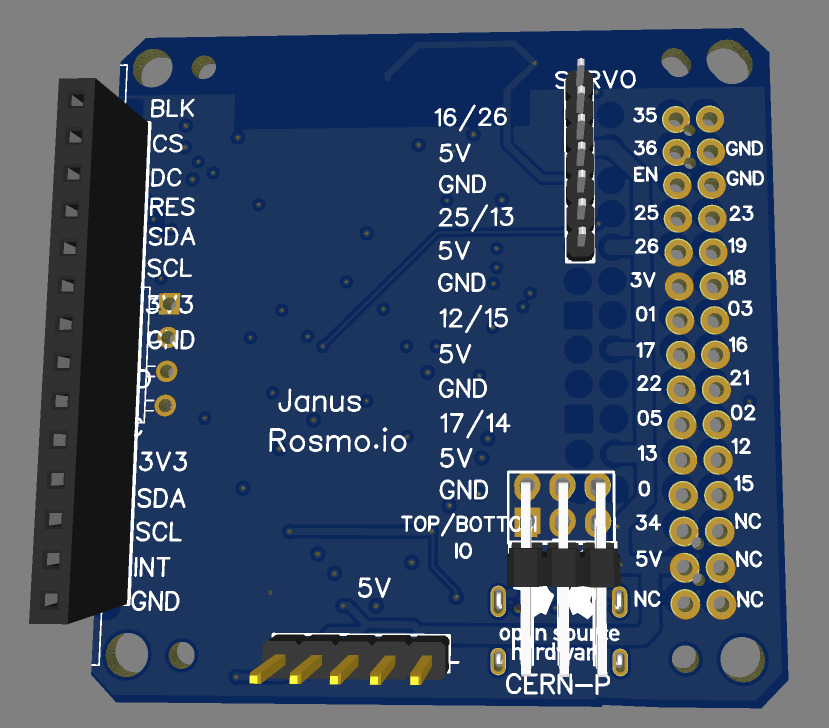 SERVO
BLK
CS
DC
RES
SDA
SCL
3V3
GND
3V3
SDA
SCL
INT
GND
Janus
Rosmo.io
16/26
5V
GND
25/13
5V
GND
12/15
5V
GND
17/14
5V
GND
TOP/BOTTOM
IO
5V
35
36 GND
EN GND
25 23
26 19
3V 18
01 03
17 16
22 21
05 02
13 12
0 15
34 NC
5V NC
NC NC
open source
hardware
CERN-P